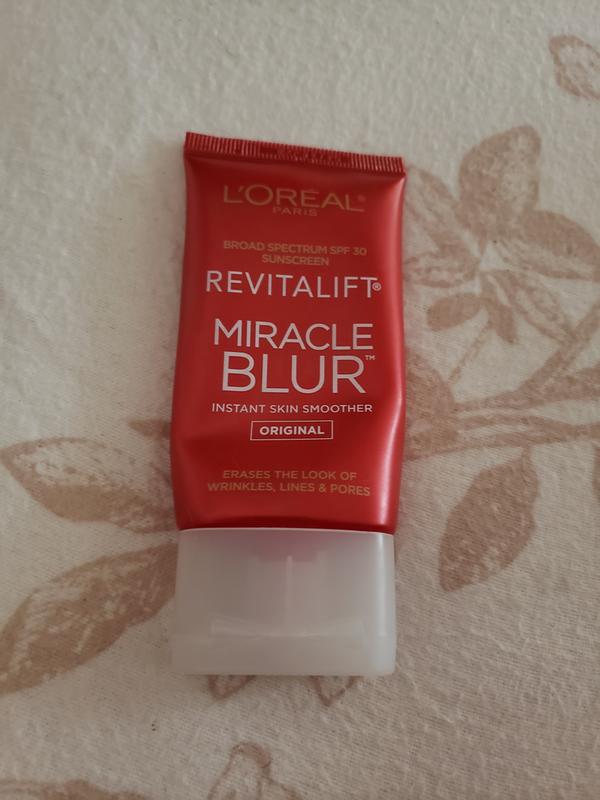 L'ORÉAL®
PARIS
BROAD SPECTRUM SPF 30
SUNSCREEN
REVITALIFT®
MIRACLE
BLUR™
INSTANT SKIN SMOOTHER
ORIGINAL
ERASES THE LOOK OF
WRINKLES, LINES & PORES